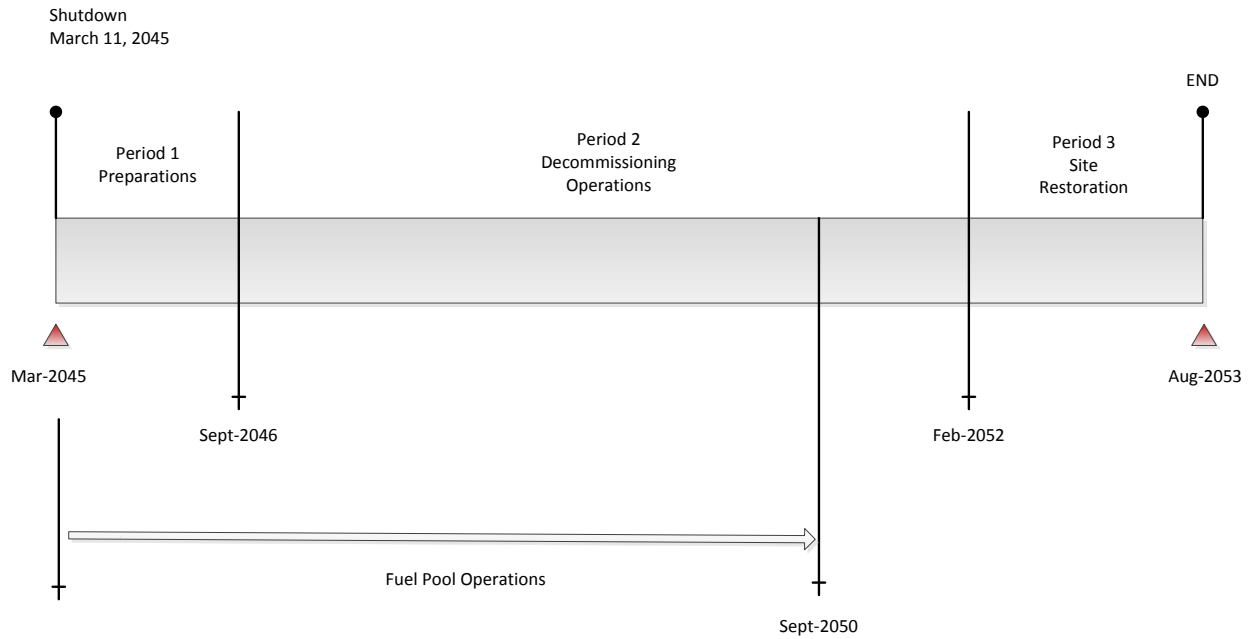 Shutdown
March 11, 2045
END
Period 1
Preparations
Period 2
Decommissioning
Operations
Period 3
Site
Restoration
Mar-2045
Aug-2053
Sept-2046
Feb-2052
Fuel Pool Operations
Sept-2050